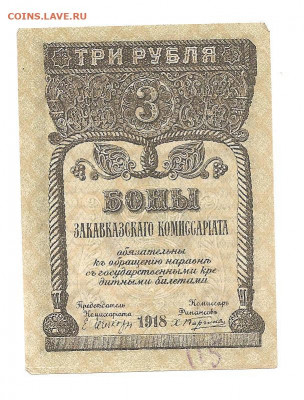 COINS.LAVE.RU
ТРИ РУБЛЯ
3
БОНЫ
ЗАКАВКАЗСКАГО КОМИССАРІАТА
обязательны
къ обращенію наравнѣ
съ государственными кре
дитными билетами
Предсѣдатель
Комиссаръ
Закомиссаріата
Финансовъ
1918